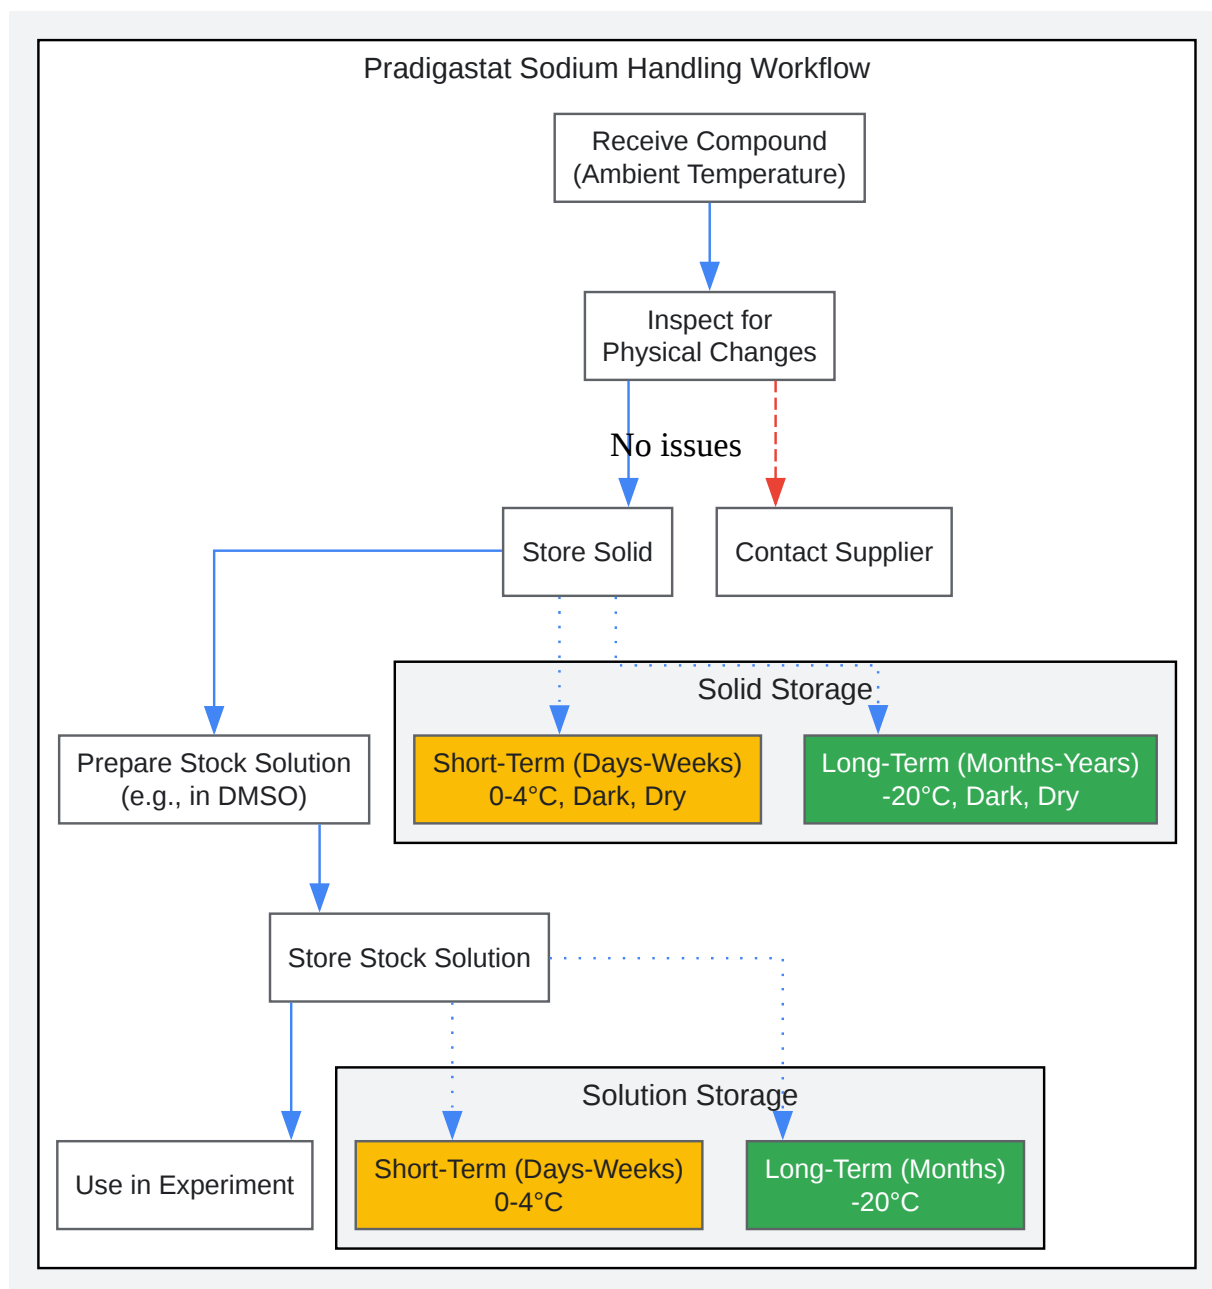 Pradigastat Sodium Handling Workflow
Receive Compound
(Ambient Temperature)
Inspect for
Physical Changes
No issues
Store Solid
Contact Supplier
Solid Storage
Prepare Stock Solution
(e.g., in DMSO)
Short-Term (Days-Weeks)
0-4°C, Dark, Dry
Long-Term (Months-Years)
-20°C, Dark, Dry
Store Stock Solution
Solution Storage
Use in Experiment
Short-Term (Days-Weeks)
0-4°C
Long-Term (Months)
-20°C